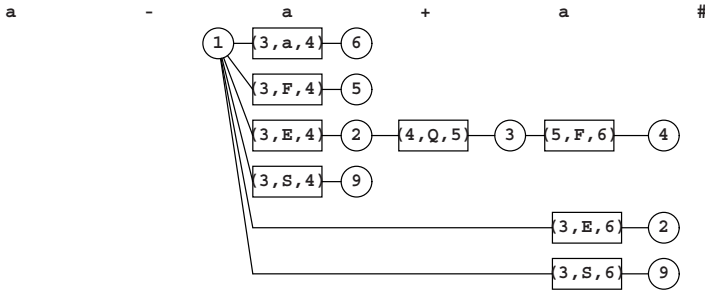 a - a + a #
1 (3,a,4) 6
(3,F,4) 5
(3,E,4) 2 (4,Q,5) 3 (5,F,6) 4
(3,S,4) 9
(3,E,6) 2
(3,S,6) 9